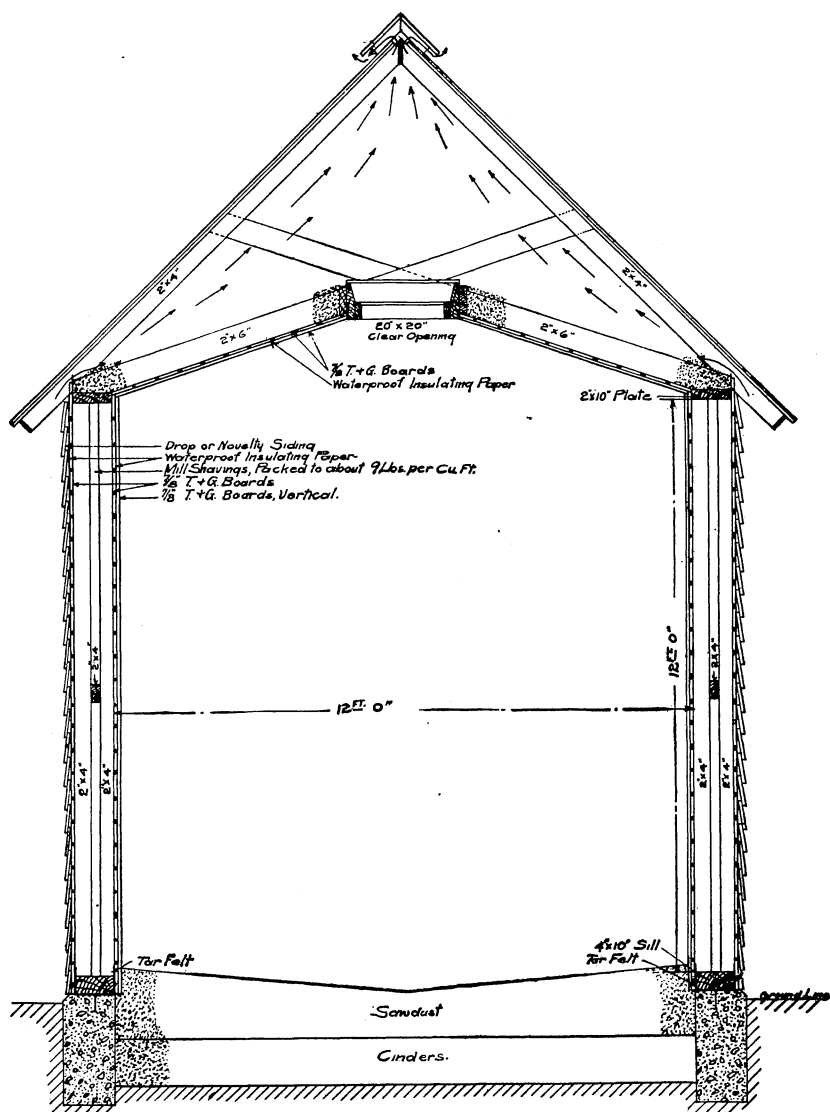 2"x4"
2"x4"
2"x6"
20"x20"
Clear Opening
2"x6"
7/8 T.+G. Boards
Waterproof Insulating Paper
2"x10" Plate
Drop or Novelty Siding
Waterproof Insulating Paper
Mill Shavings, Packed to about 9 Lbs. per Cu. Ft.
7/8" T.+G. Boards
7/8" T.+G. Boards, Vertical.
2"x4"
12 FT. 0"
2"x4"
12 FT. 0"
2"x4"
2"x4"
2"x4"
2"x4"
Tar Felt
4"x10" Sill
Tar Felt
Ground Line
Sawdust
Cinders.